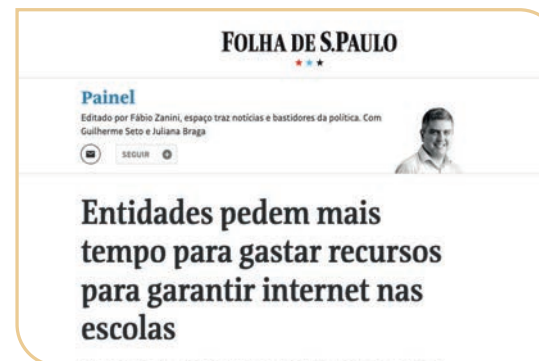 FOLHA DE S.PAULO
Painel
Editado por Fábio Zanini, espaço traz notícias e bastidores da política. Com
Guilherme Seto e Juliana Braga
SEGUIR
Entidades pedem mais
tempo para gastar recursos
para garantir internet nas
escolas